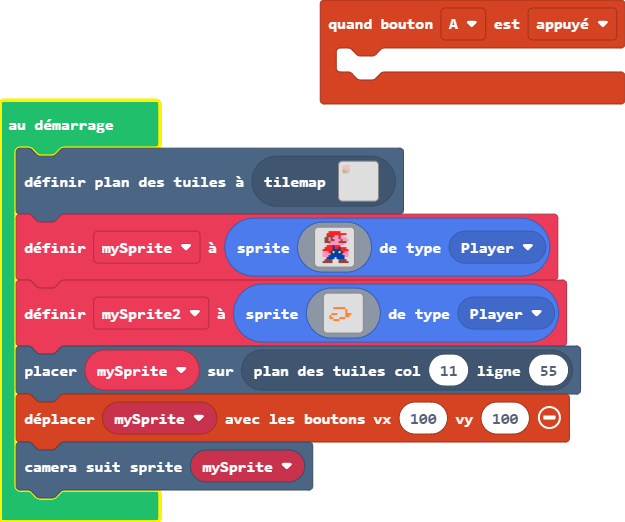 quand bouton A est appuyé
au démarrage
définir plan des tuiles à tilemap
définir mySprite à sprite de type Player
définir mySprite2 à sprite de type Player
placer mySprite sur plan des tuiles col 11 ligne 55
déplacer mySprite avec les boutons vx 100 vy 100
camera suit sprite mySprite